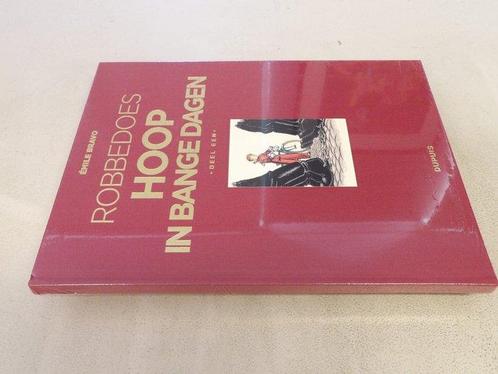 ÉMILE BRAVO
ROBBEDOES
HOOP
IN BANGE DAGEN
• DEEL EEN •
DUPUIS